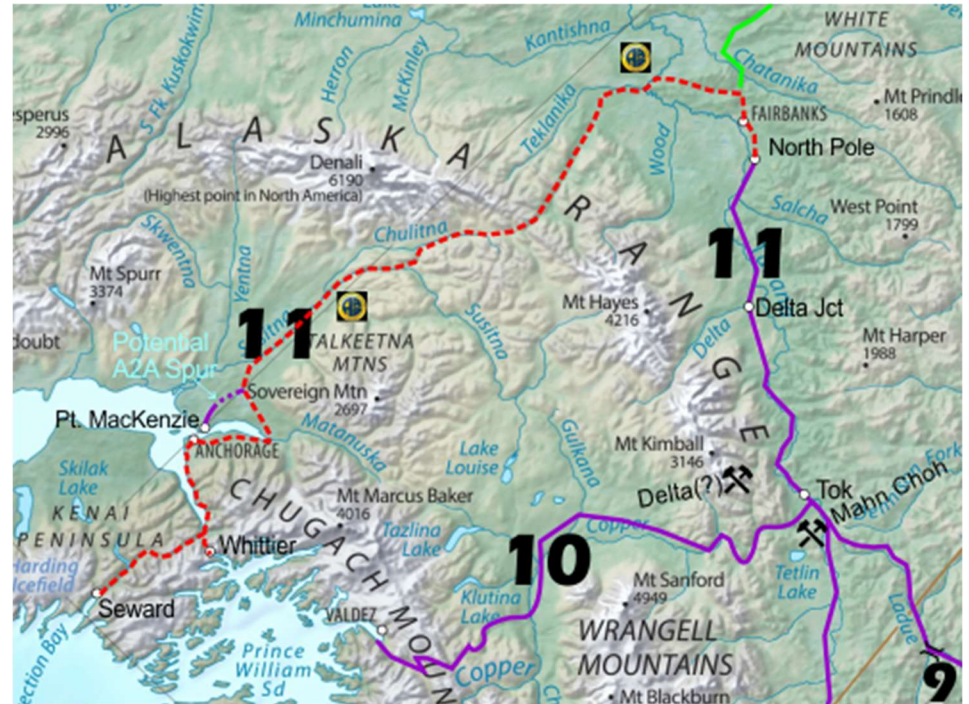 Lake
Minchumina
Kantishna
WHITE
MOUNTAINS
S Fk Kuskokwim
Herron
McKinley
Chatanika
esperus
2996
Mt Prindle
1608
Teklanika
FAIRBANKS
ALASKA
Wood
North Pole
Denali
6190
(Highest point in North America)
RANGE
Salcha
West Point
1799
Chulitna
Skwentna
Yentna
11
Mt Spurr
3374
Mt Hayes
4216
Delta Jct
Susitna
Delta
Mt Harper
1988
doubt
Potential
A2A Spur
11
TALKEETNA
MTNS
Sovereign Mtn
2697
Pt. MacKenzie
ANCHORAGE
Matanuska
Gulkana
Mt Kimball
3146
Skilak
Lake
Lake
Louise
Delta(?)
Tok
Mahn Choh
Fork
KENAI
PENINSULA
CHUGACH
Mt Marcus Baker
4016
Tazlina
Lake
Copper
10
Whittier
Harding
Icefield
Mt Sanford
4949
Tetlin
Lake
Ladue
Seward
VALDEZ
Klutina
Lake
WRANGELL
MOUNTAINS
Prince
William
Sd
Copper
9
Mt Blackburn